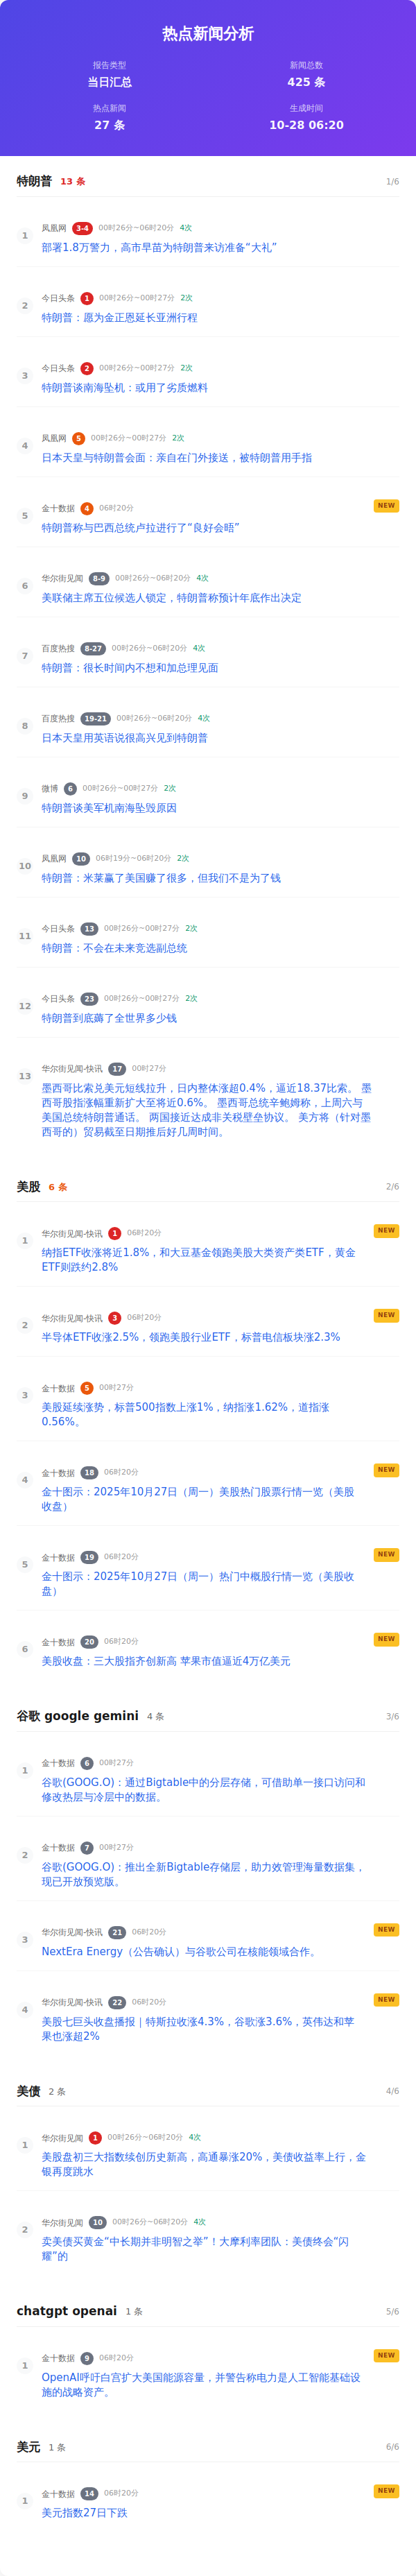 热点新闻分析
报告类型
当日汇总
新闻总数
425 条
热点新闻
27 条
生成时间
10-28 06:20
特朗普 13 条 1/6
1
凤凰网 3-4 00时26分~06时20分 4次
部署1.8万警力，高市早苗为特朗普来访准备“大礼”
2
今日头条 1 00时26分~00时27分 2次
特朗普：愿为金正恩延长亚洲行程
3
今日头条 2 00时26分~00时27分 2次
特朗普谈南海坠机：或用了劣质燃料
4
凤凰网 5 00时26分~00时27分 2次
日本天皇与特朗普会面：亲自在门外接送，被特朗普用手指
5
金十数据 4 06时20分 NEW
特朗普称与巴西总统卢拉进行了“良好会晤”
6
华尔街见闻 8-9 00时26分~06时20分 4次
美联储主席五位候选人锁定，特朗普称预计年底作出决定
7
百度热搜 8-27 00时26分~06时20分 4次
特朗普：很长时间内不想和加总理见面
8
百度热搜 19-21 00时26分~06时20分 4次
日本天皇用英语说很高兴见到特朗普
9
微博 6 00时26分~00时27分 2次
特朗普谈美军机南海坠毁原因
10
凤凰网 10 06时19分~06时20分 2次
特朗普：米莱赢了美国赚了很多，但我们不是为了钱
11
今日头条 13 00时26分~00时27分 2次
特朗普：不会在未来竞选副总统
12
今日头条 23 00时26分~00时27分 2次
特朗普到底薅了全世界多少钱
13
华尔街见闻-快讯 17 00时27分
墨西哥比索兑美元短线拉升，日内整体涨超0.4%，逼近18.37比索。 墨
西哥股指涨幅重新扩大至将近0.6%。 墨西哥总统辛鲍姆称，上周六与
美国总统特朗普通话。 两国接近达成非关税壁垒协议。 美方将（针对墨
西哥的）贸易截至日期推后好几周时间。
美股 6 条 2/6
1
华尔街见闻-快讯 1 06时20分 NEW
纳指ETF收涨将近1.8%，和大豆基金领跑美股大类资产类ETF，黄金
ETF则跌约2.8%
2
华尔街见闻-快讯 3 06时20分 NEW
半导体ETF收涨2.5%，领跑美股行业ETF，标普电信板块涨2.3%
3
金十数据 5 00时27分
美股延续涨势，标普500指数上涨1%，纳指涨1.62%，道指涨
0.56%。
4
金十数据 18 06时20分 NEW
金十图示：2025年10月27日（周一）美股热门股票行情一览（美股
收盘）
5
金十数据 19 06时20分 NEW
金十图示：2025年10月27日（周一）热门中概股行情一览（美股收
盘）
6
金十数据 20 06时20分 NEW
美股收盘：三大股指齐创新高 苹果市值逼近4万亿美元
谷歌 google gemini 4 条 3/6
1
金十数据 6 00时27分
谷歌(GOOG.O)：通过Bigtable中的分层存储，可借助单一接口访问和
修改热层与冷层中的数据。
2
金十数据 7 00时27分
谷歌(GOOG.O)：推出全新Bigtable存储层，助力效管理海量数据集，
现已开放预览版。
3
华尔街见闻-快讯 21 06时20分 NEW
NextEra Energy（公告确认）与谷歌公司在核能领域合作。
4
华尔街见闻-快讯 22 06时20分 NEW
美股七巨头收盘播报｜特斯拉收涨4.3%，谷歌涨3.6%，英伟达和苹
果也涨超2%
美债 2 条 4/6
1
华尔街见闻 1 00时26分~06时20分 4次
美股盘初三大指数续创历史新高，高通暴涨20%，美债收益率上行，金
银再度跳水
2
华尔街见闻 10 00时26分~06时20分 4次
卖美债买黄金“中长期并非明智之举”！大摩利率团队：美债终会“闪
耀”的
chatgpt openai 1 条 5/6
1
金十数据 9 06时20分 NEW
OpenAI呼吁白宫扩大美国能源容量，并警告称电力是人工智能基础设
施的战略资产。
美元 1 条 6/6
1
金十数据 14 06时20分 NEW
美元指数27日下跌